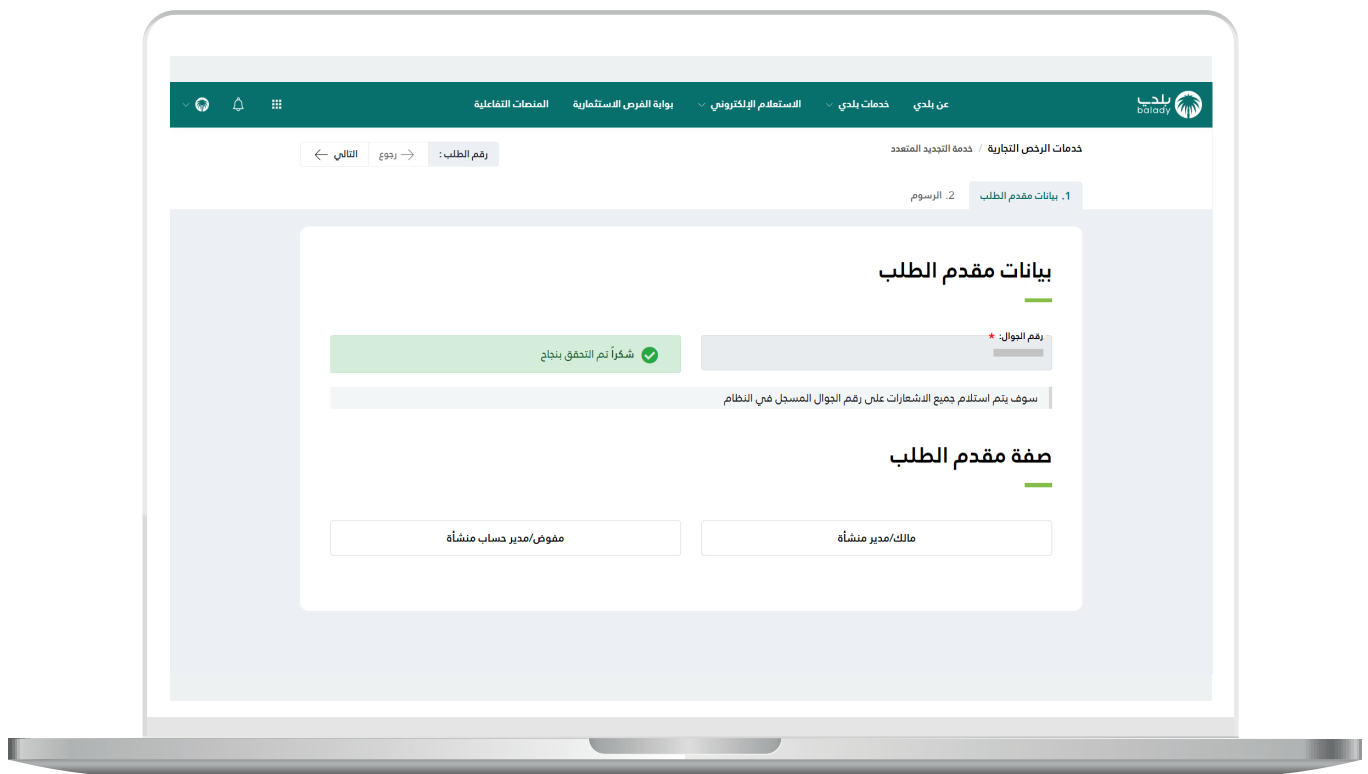 بلدي
balady
عن بلدي
خدمات بلدي
الاستعلام الإلكتروني
بوابة الفرص الاستثمارية
المنصات التفاعلية
خدمات الرخص التجارية / خدمة التجديد المتعدد
رقم الطلب :
رجوع
التالي
1. بيانات مقدم الطلب
2. الرسوم
بيانات مقدم الطلب
رقم الجوال: *
شكراً تم التحقق بنجاح
سوف يتم استلام جميع الاشعارات على رقم الجوال المسجل في النظام
صفة مقدم الطلب
مالك/مدير منشأة
مفوض/مدير حساب منشأة